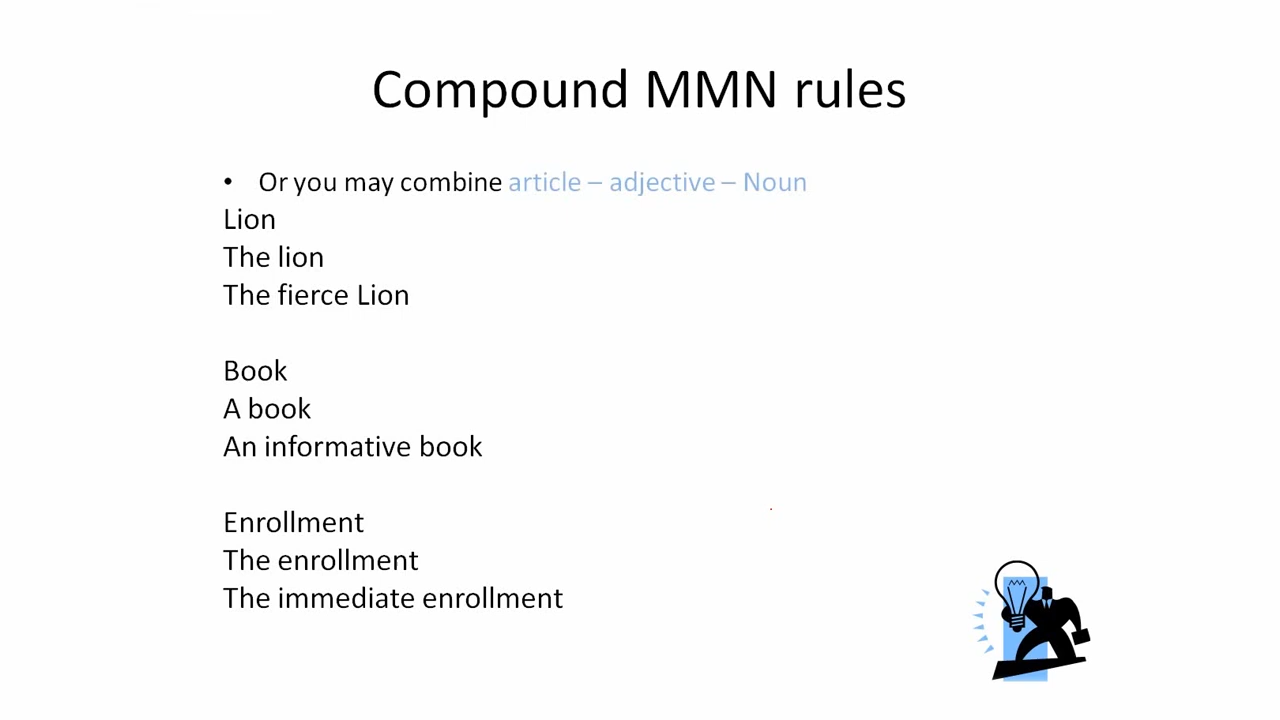 Compound MMN rules
• Or you may combine article – adjective – Noun
Lion
The lion
The fierce Lion
Book
A book
An informative book
Enrollment
The enrollment
The immediate enrollment